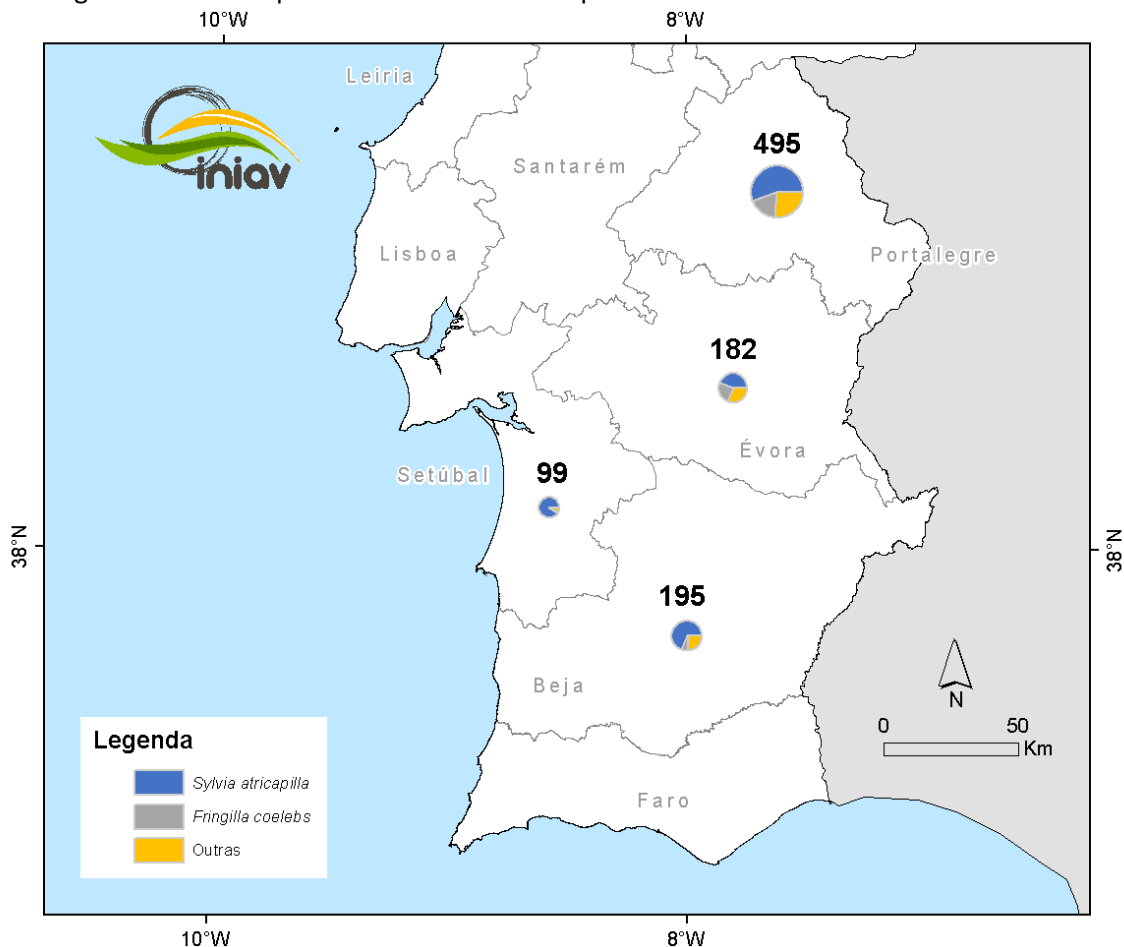 10°W 8°W
Leiria
iniav
Santarém
495
Lisboa
Portalegre
182
Évora
Setúbal
99
38°N
38°N
195
Beja
N
0 50
Km
Legenda
Sylvia atricapilla
Fringilla coelebs
Outras
Faro
10°W 8°W